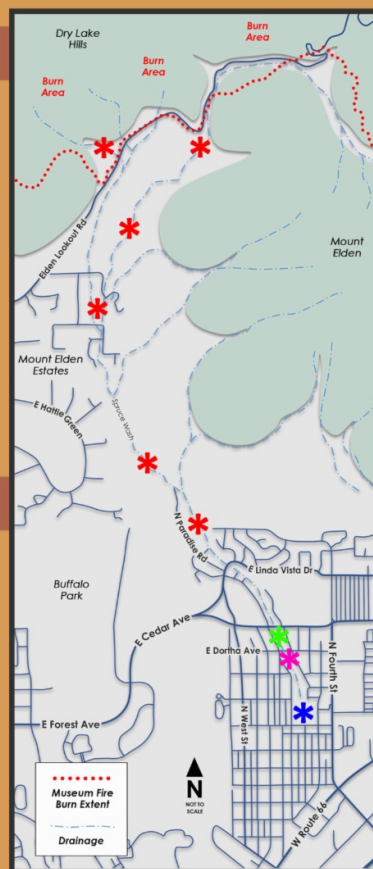 Dry Lake
Hills
Burn
Area
Burn
Area
Burn
Area
Mount
Elden
Elden Lookout Rd
Mount Elden
Estates
E Hattie Green
Spruce Wash
N Paradise Rd
E Linda Vista Dr
Buffalo
Park
E Cedar Ave
E Dortha Ave
N Fourth St
E Forest Ave
N West St
W Route 66
Museum Fire
Burn Extent
Drainage
N
NOT TO
SCALE